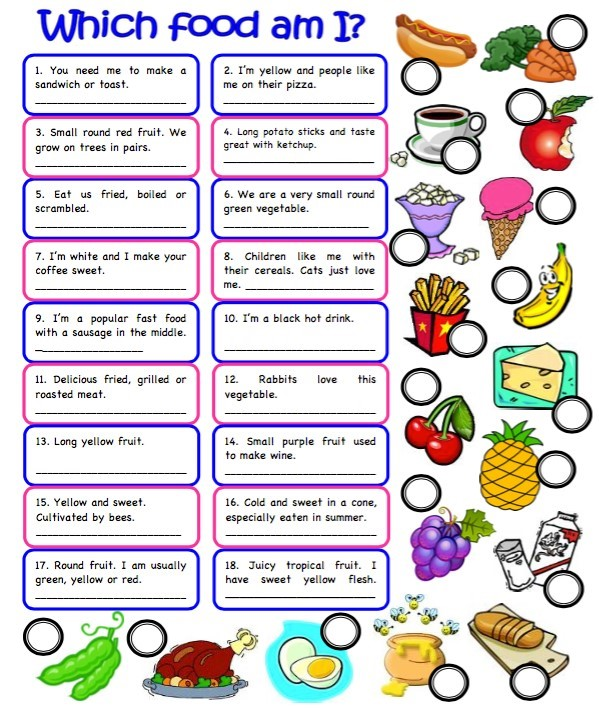 Which food am I?
1. You need me to make a
sandwich or toast.
2. I'm yellow and people like
me on their pizza.
3. Small round red fruit. We
grow on trees in pairs.
4. Long potato sticks and taste
great with ketchup.
5. Eat us fried, boiled or
scrambled.
6. We are a very small round
green vegetable.
7. I'm white and I make your
coffee sweet.
8. Children like me with
their cereals. Cats just love
me.
9. I'm a popular fast food
with a sausage in the middle.
10. I'm a black hot drink.
11. Delicious fried, grilled or
roasted meat.
12. Rabbits love this
vegetable.
13. Long yellow fruit.
14. Small purple fruit used
to make wine.
15. Yellow and sweet.
Cultivated by bees.
16. Cold and sweet in a cone,
especially eaten in summer.
17. Round fruit. I am usually
green, yellow or red.
18. Juicy tropical fruit. I
have sweet yellow flesh.